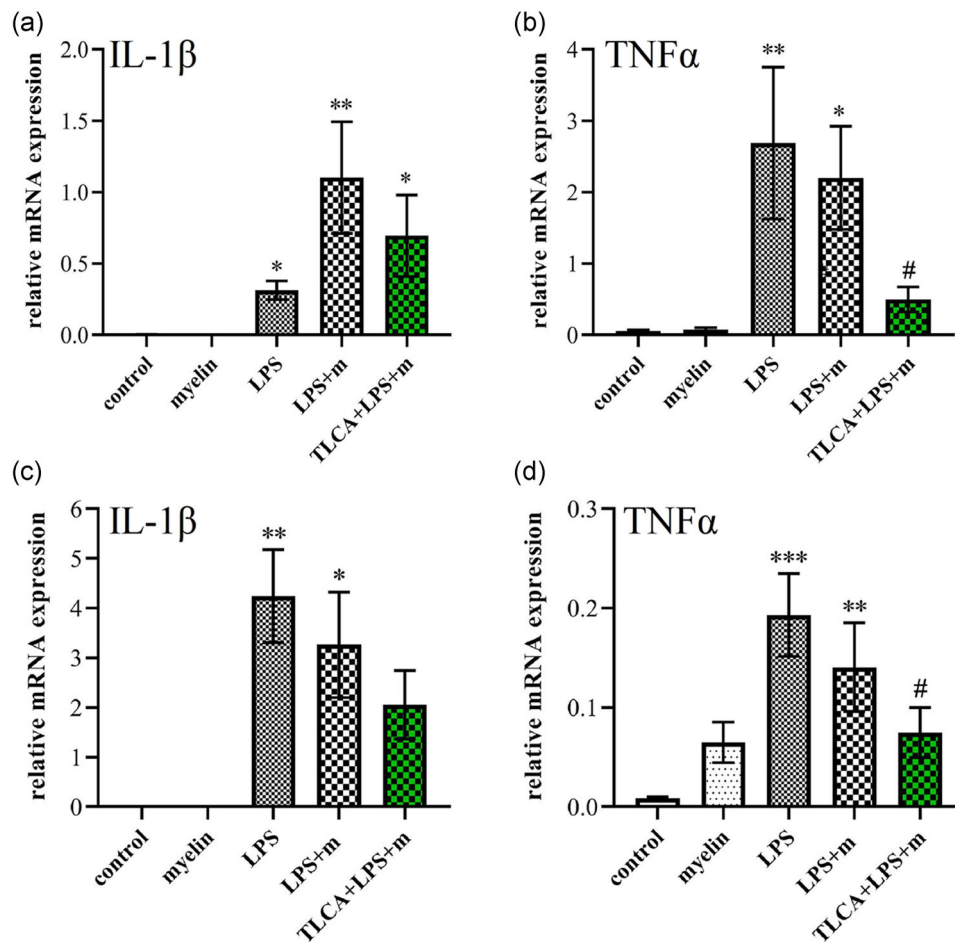 (a)
IL-1β
relative mRNA expression
2.0
1.5
1.0
0.5
0.0
*
**
*
control
myelin
LPS
LPS+m
TLCA+LPS+m
(b)
TNFα
relative mRNA expression
4
3
2
1
0
**
*
#
control
myelin
LPS
LPS+m
TLCA+LPS+m
(c)
IL-1β
relative mRNA expression
6
5
4
3
2
1
0
**
*
control
myelin
LPS
LPS+m
TLCA+LPS+m
(d)
TNFα
relative mRNA expression
0.3
0.2
0.1
0.0
***
**
#
control
myelin
LPS
LPS+m
TLCA+LPS+m